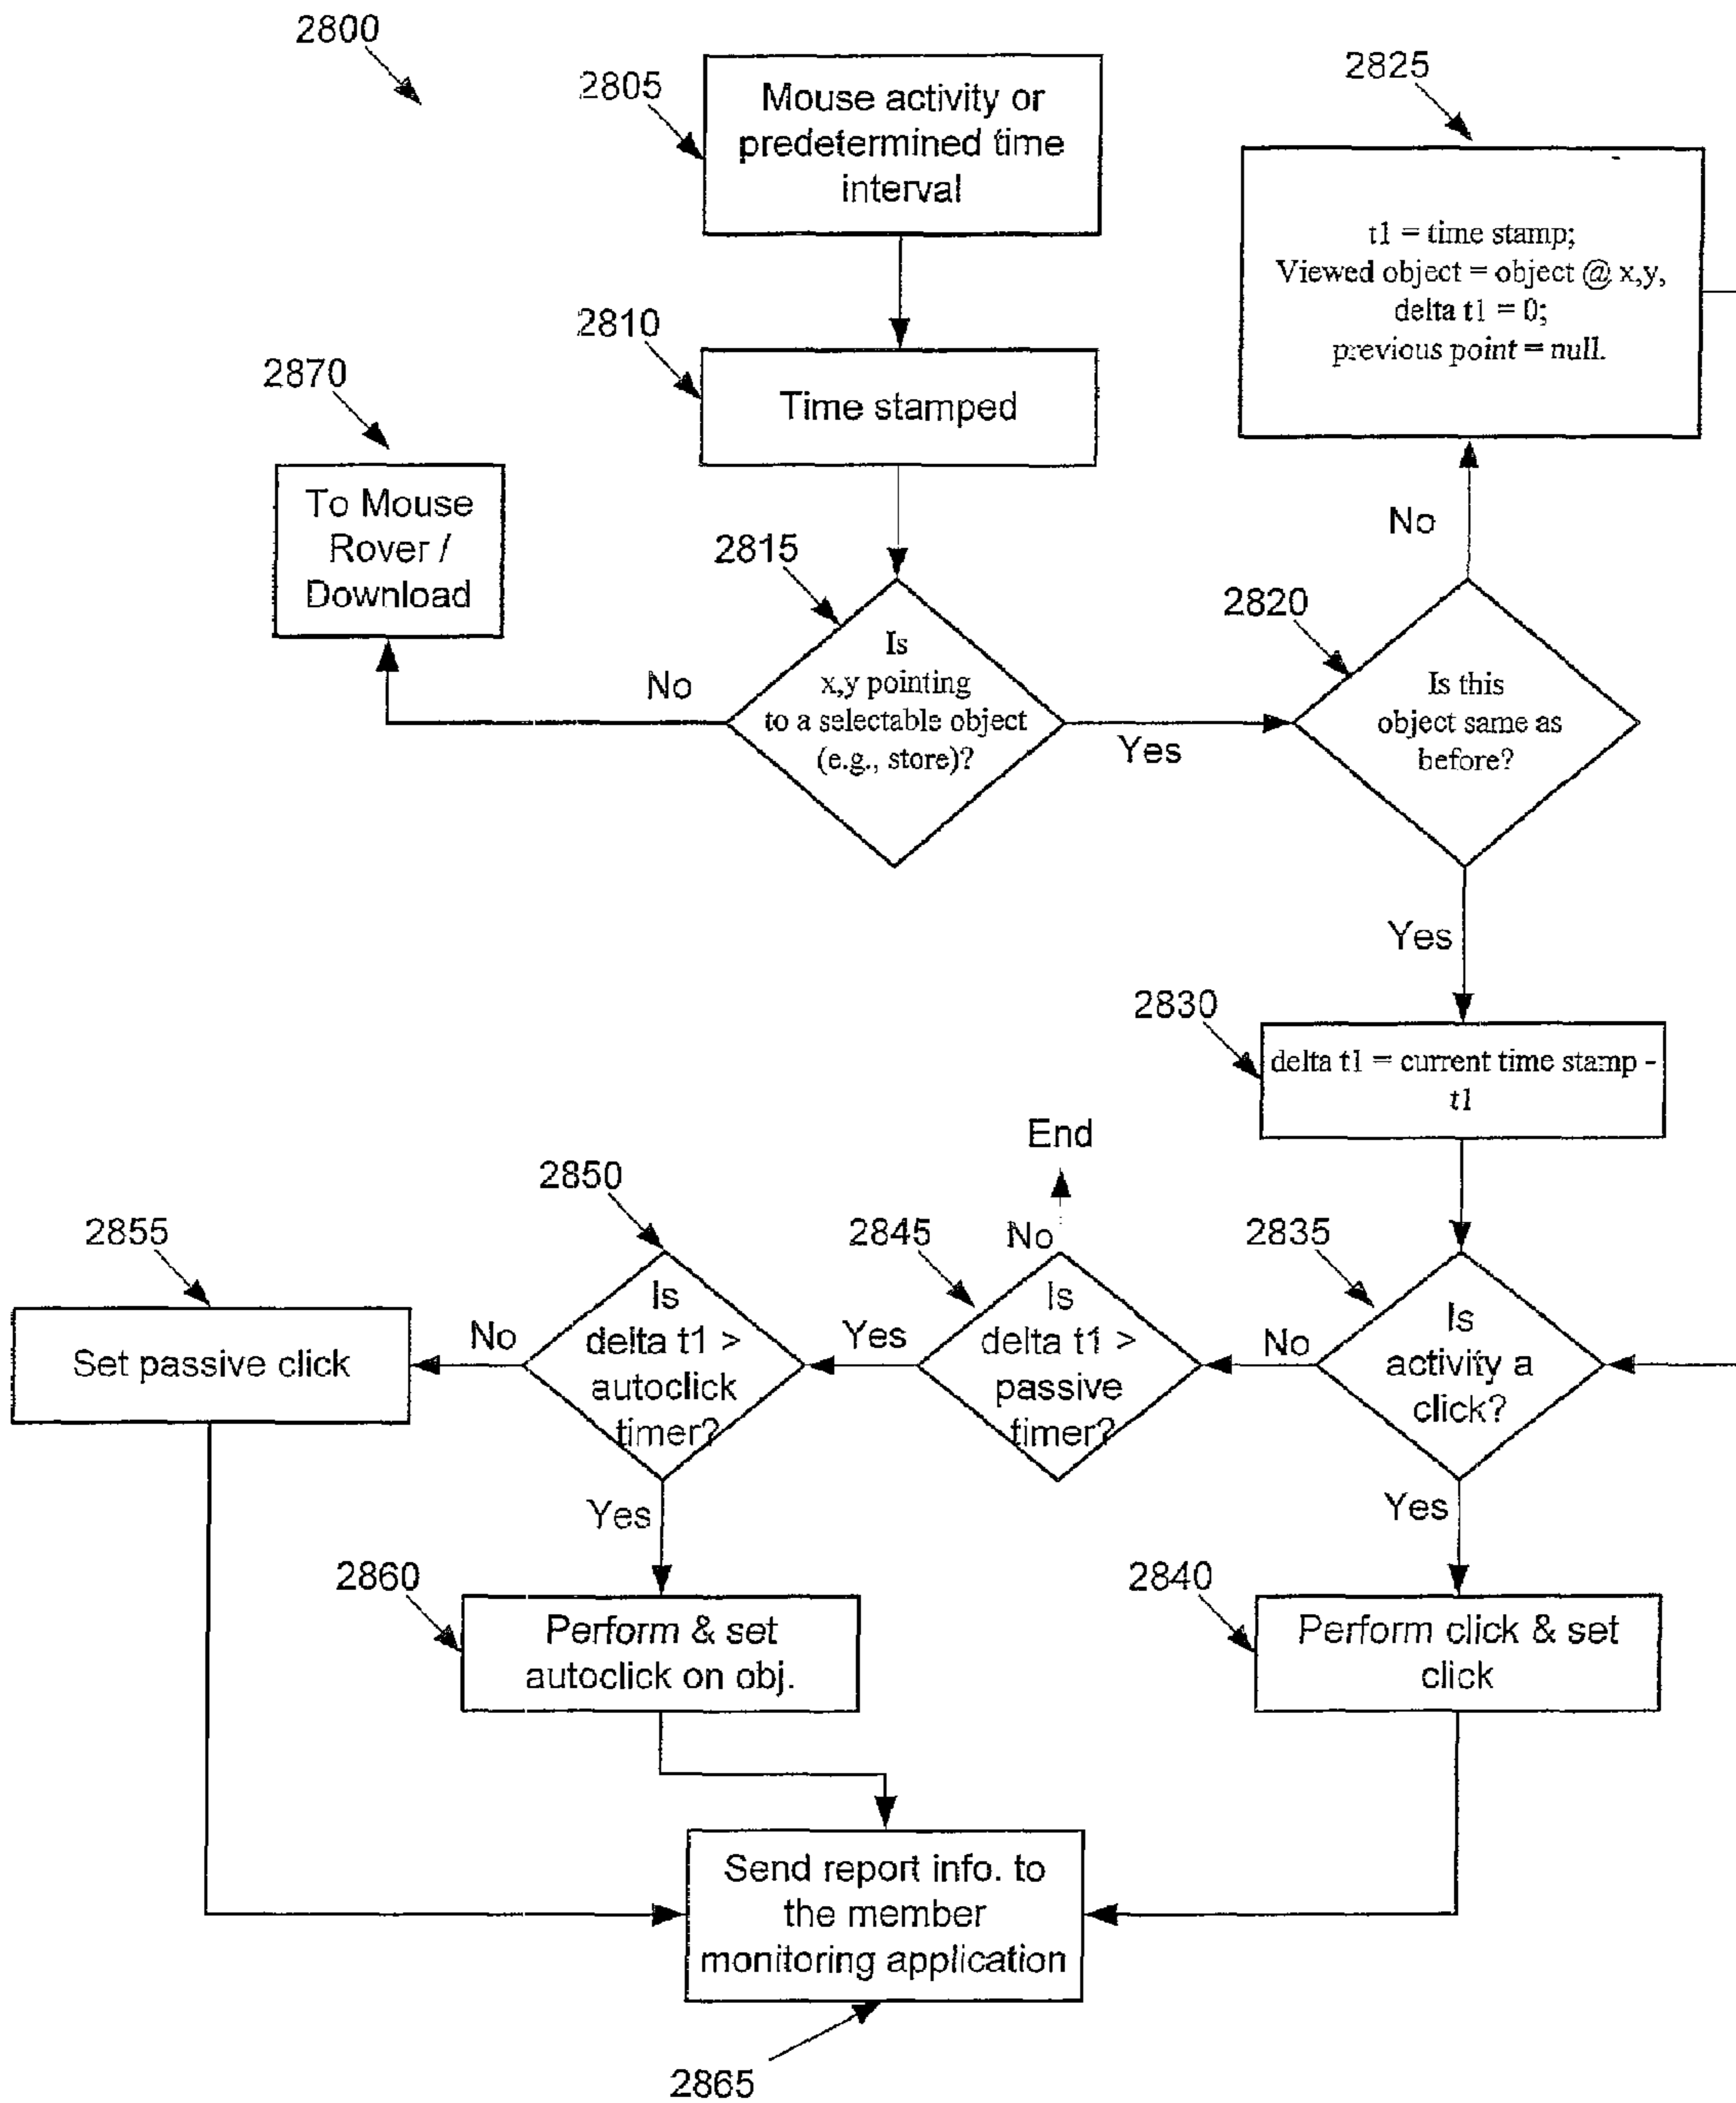 2800
2805
Mouse activity or
predetermined time
interval
2825
t1 = time stamp;
Viewed object = object @ x,y,
delta t1 = 0;
previous point = null.
2810
Time stamped
2870
To Mouse
Rover /
Download
No
2815
Is
x,y pointing
to a selectable object
(e.g., store)?
Yes
No
2820
Is this
object same as
before?
Yes
2830
delta t1 = current time stamp -
t1
End
2850
2855
2845
No
2835
Set passive click
No
Is
delta t1 >
autoclick
timer?
Yes
Is
delta t1 >
passive
timer?
No
Is
activity a
click?
Yes
Yes
2860
Perform & set
autoclick on obj.
2840
Perform click & set
click
Send report info. to
the member
monitoring application
2865